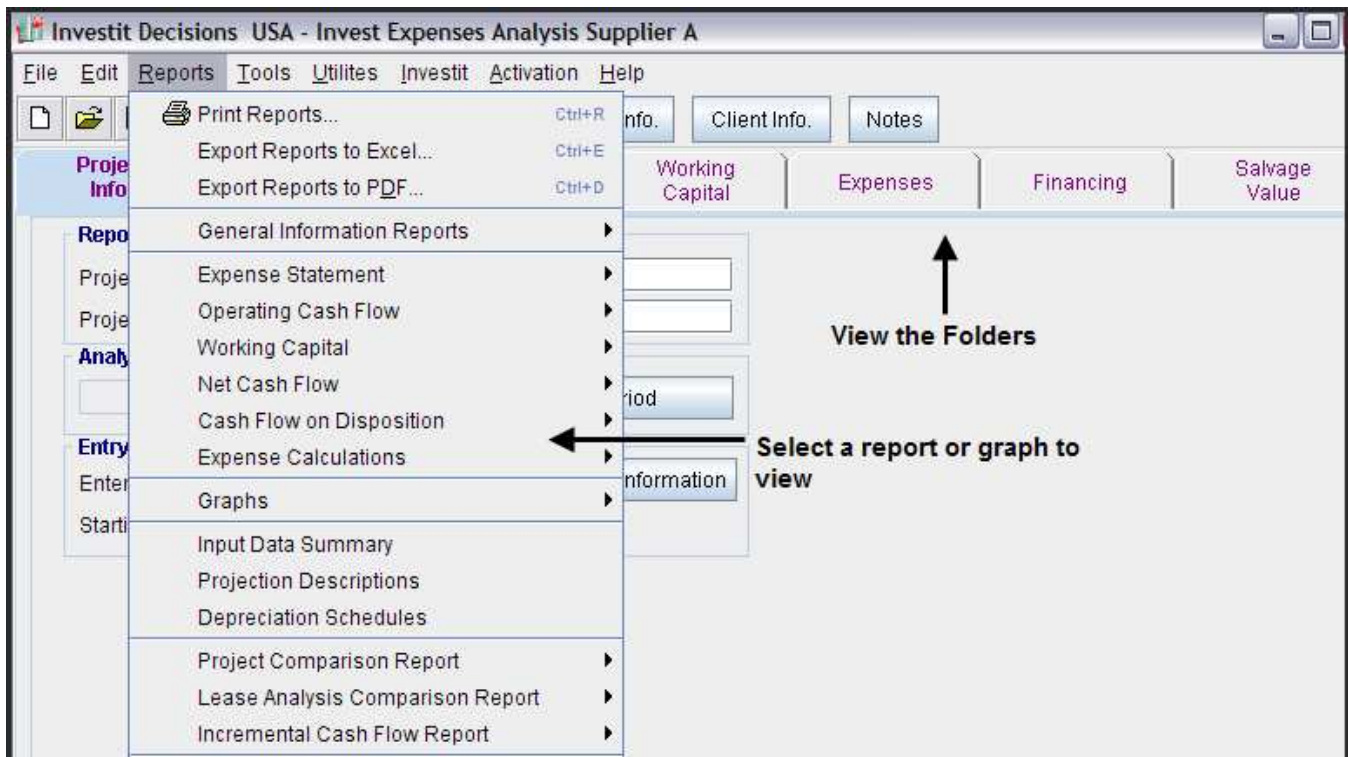 Investit Decisions USA - Invest Expenses Analysis Supplier A
File Edit Reports Tools Utilites Investit Activation Help
Print Reports... Ctrl+R
nfo. Client Info. Notes
Export Reports to Excel... Ctrl+E
Export Reports to PDF... Ctrl+D
Proje
Info
Working
Capital
Expenses
Financing
Salvage
Value
General Information Reports
Repo
Expense Statement
Proje
Operating Cash Flow
Proje
View the Folders
Working Capital
Analy
Net Cash Flow
riod
Cash Flow on Disposition
Entry
Select a report or graph to
view
Expense Calculations
Enter
nformation
Graphs
Starti
Input Data Summary
Projection Descriptions
Depreciation Schedules
Project Comparison Report
Lease Analysis Comparison Report
Incremental Cash Flow Report